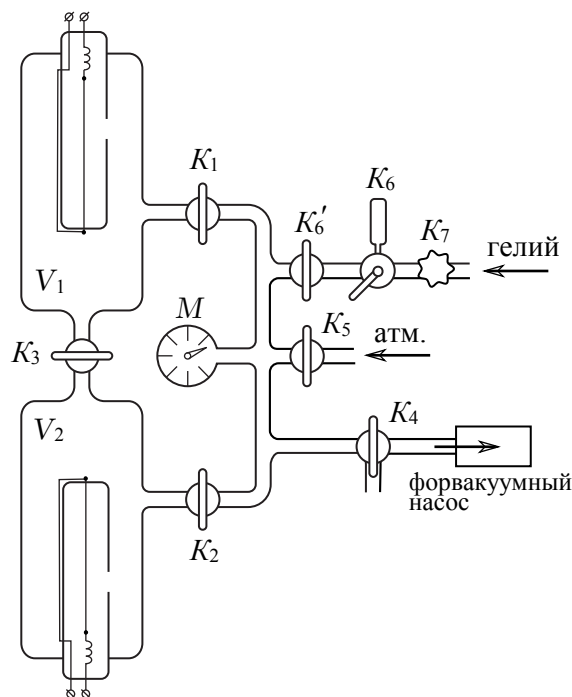 K₁
K₆
K₆′
K₇
гелий
V₁
M
K₅
атм.
K₃
V₂
K₄
форвакуумный
насос
K₂